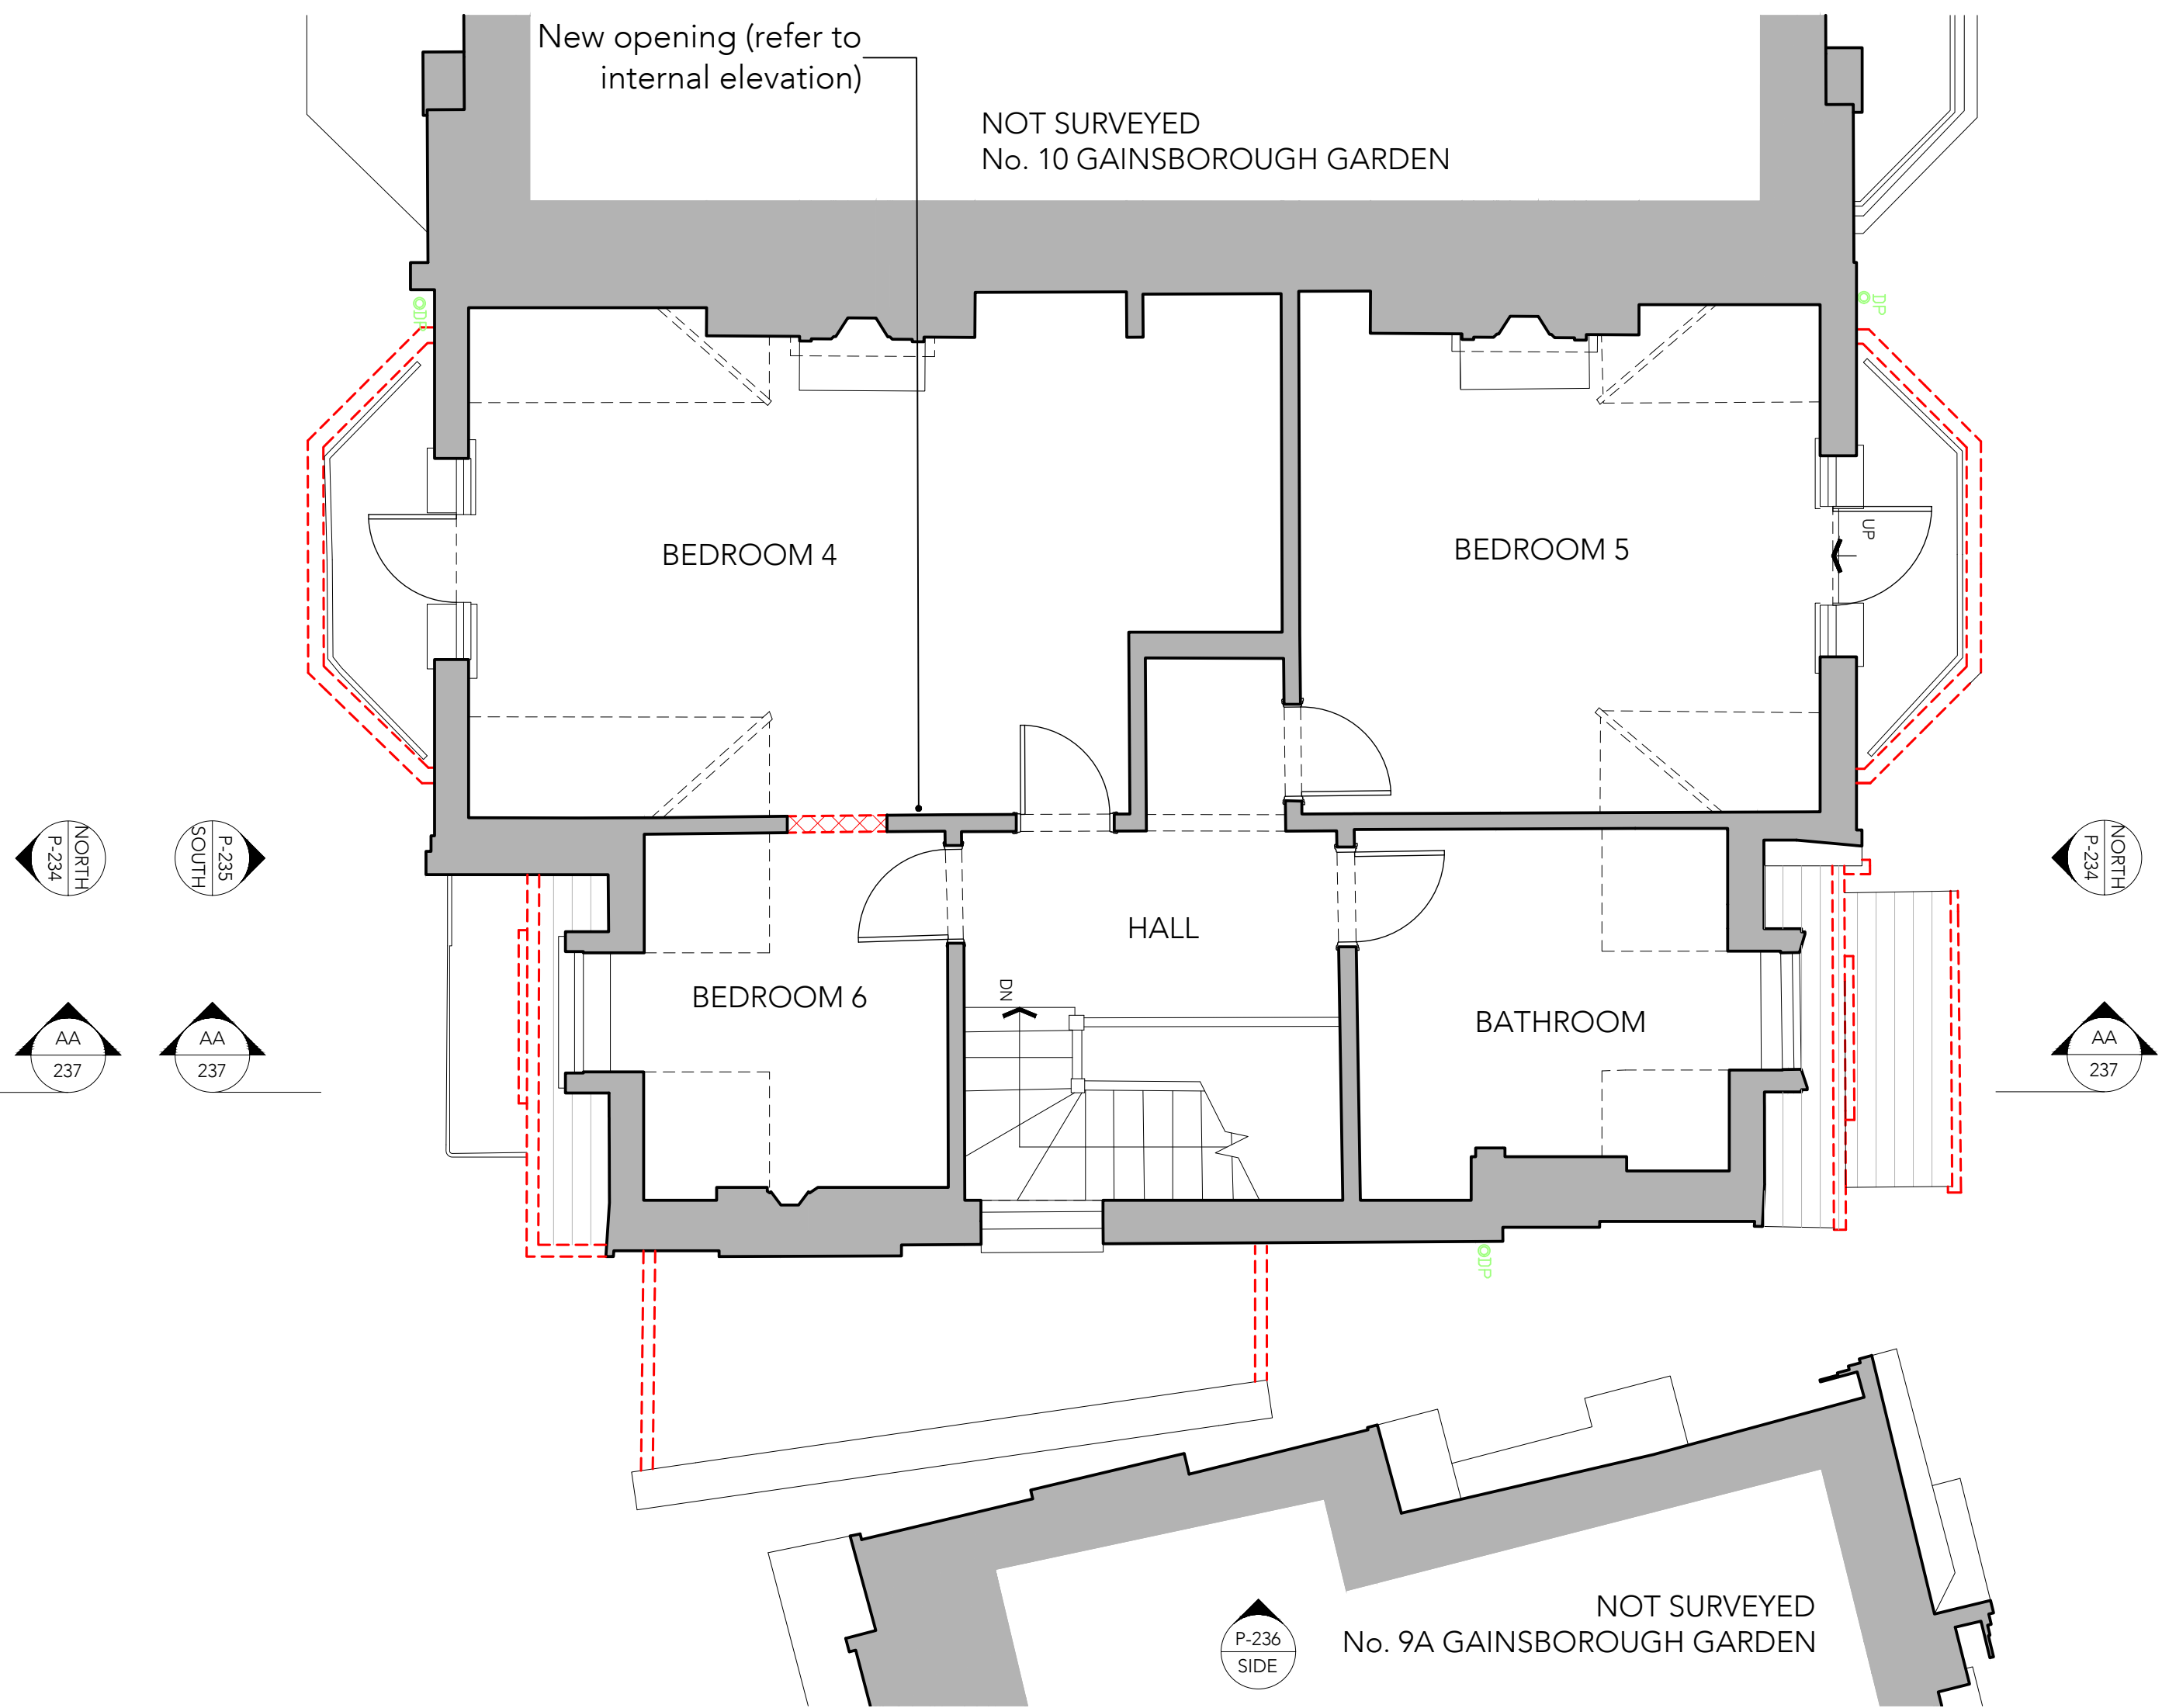 New opening (refer to
internal elevation)
NOT SURVEYED
No. 10 GAINSBOROUGH GARDEN
DP
DP
UP
BEDROOM 4
BEDROOM 5
NORTH
P-234
P-235
SOUTH
NORTH
P-234
HALL
DN
BEDROOM 6
BATHROOM
AA
237
AA
237
AA
237
DP
NOT SURVEYED
No. 9A GAINSBOROUGH GARDEN
P-236
SIDE